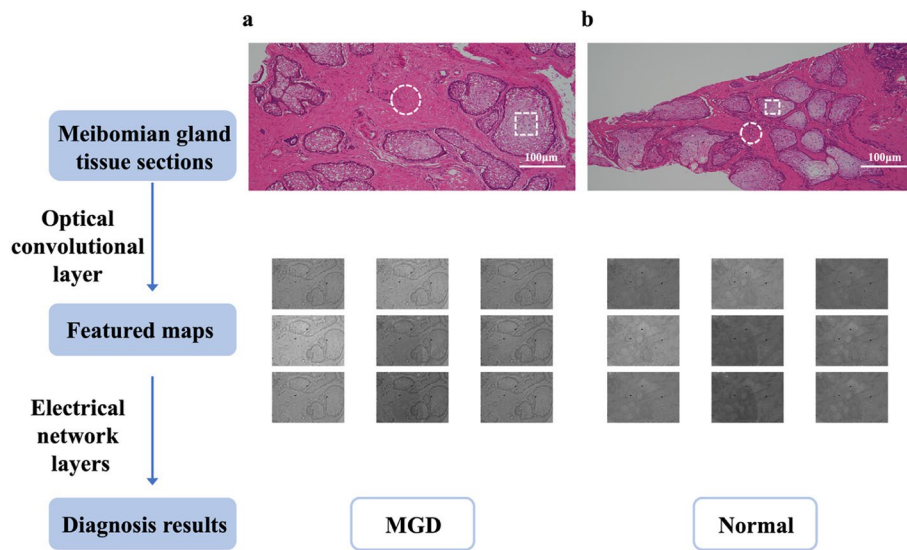 a
b
Meibomian gland
tissue sections
100μm
100μm
Optical
convolutional
layer
Featured maps
Electrical
network
layers
Diagnosis results
MGD
Normal